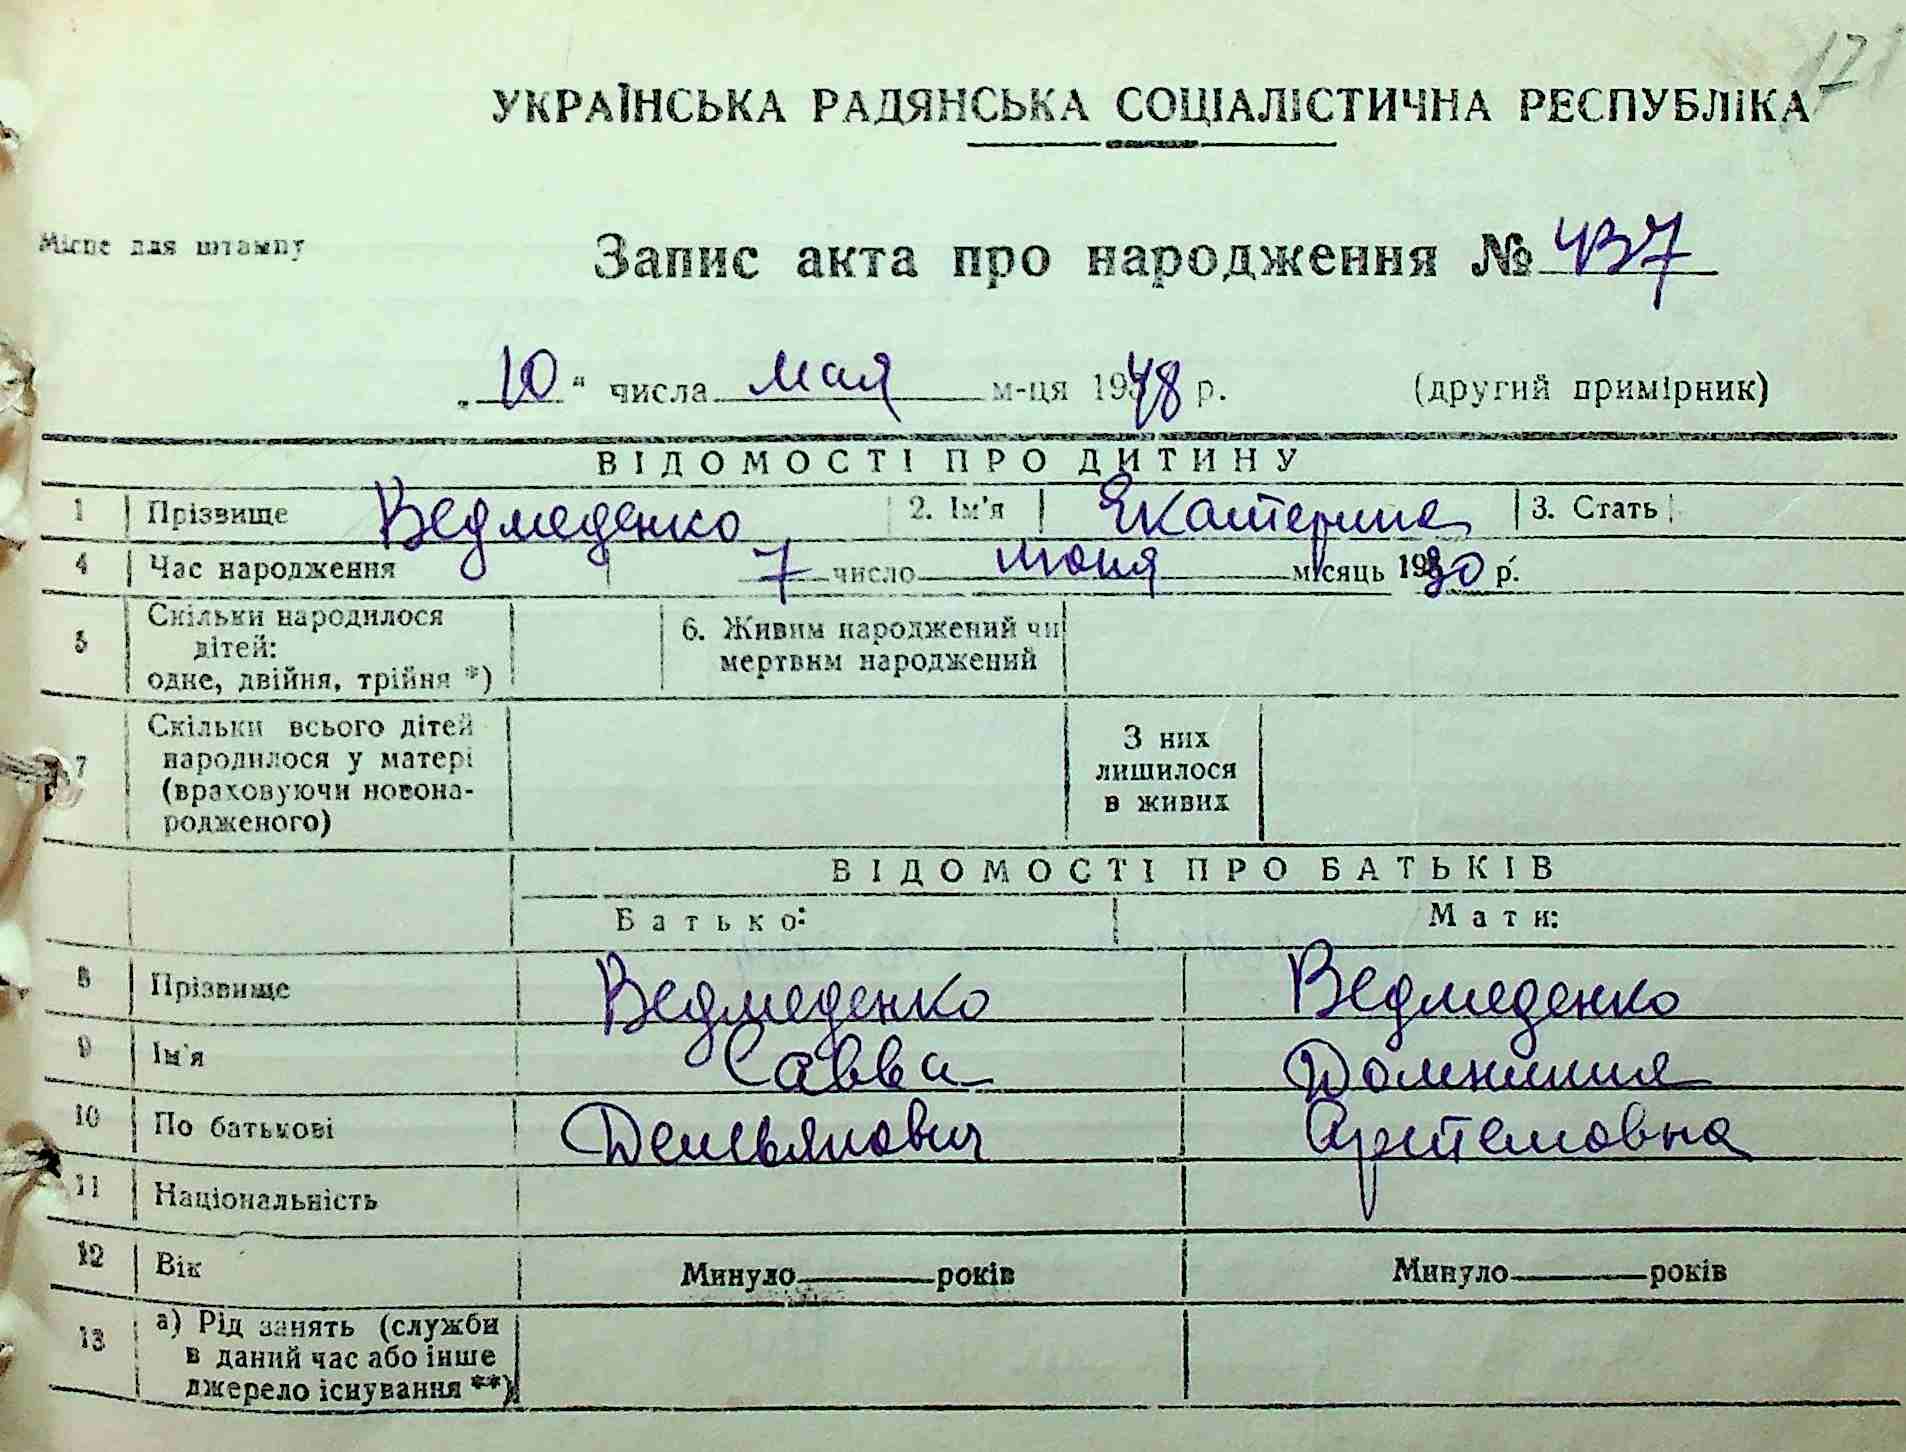 121
УКРАЇНСЬКА РАДЯНСЬКА СОЦІАЛІСТИЧНА РЕСПУБЛІКА
Місце для штампу
Запис акта про народження № 437
„10“ числа мая м-ця 1948 р. (другий примірник)
ВІДОМОСТІ ПРО ДИТИНУ
1 Прізвище Ведмеденко 2. Ім'я Екатерина 3. Стать
4 Час народження 7 число июня місяць 1930 р.
5 Скільки народилося дітей: одне, двійня, трійня *) 6. Живим народжений чи мертвим народжений
7 Скільки всього дітей народилося у матері (враховуючи новонародженого) З них лишилося в живих
ВІДОМОСТІ ПРО БАТЬКІВ
Батько: Мати:
8 Прізвище Ведмеденко Ведмеденко
9 Ім'я Савва Домникия
10 По батькові Демьянович Артемовна
11 Національність
12 Вік Минуло років Минуло років
13 а) Рід занять (служби в даний час або інше джерело існування **)